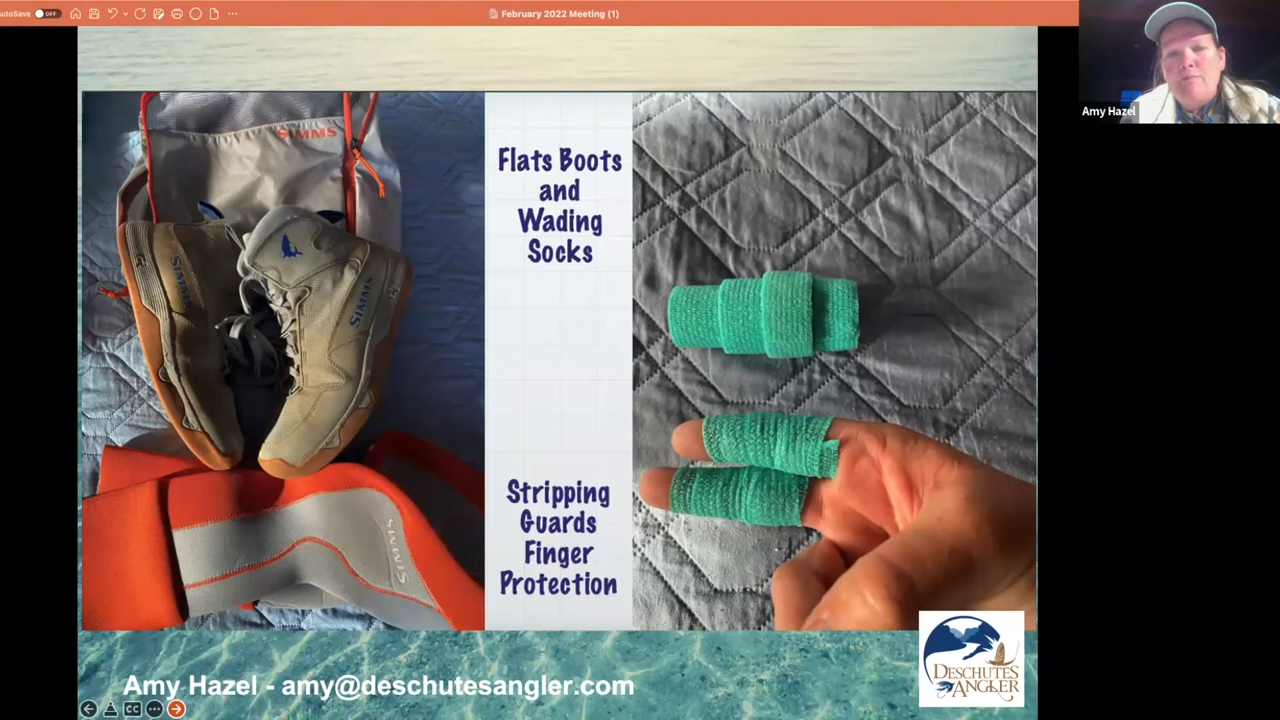 AutoSave OFF
February 2022 Meeting (1)
Amy Hazel
SIMMS
SIMMS
SIMMS
SIMMS
Flats Boots
and
Wading
Socks
Stripping
Guards
Finger
Protection
Amy Hazel - amy@deschutesangler.com
CC
DESCHUTES
ANGLER